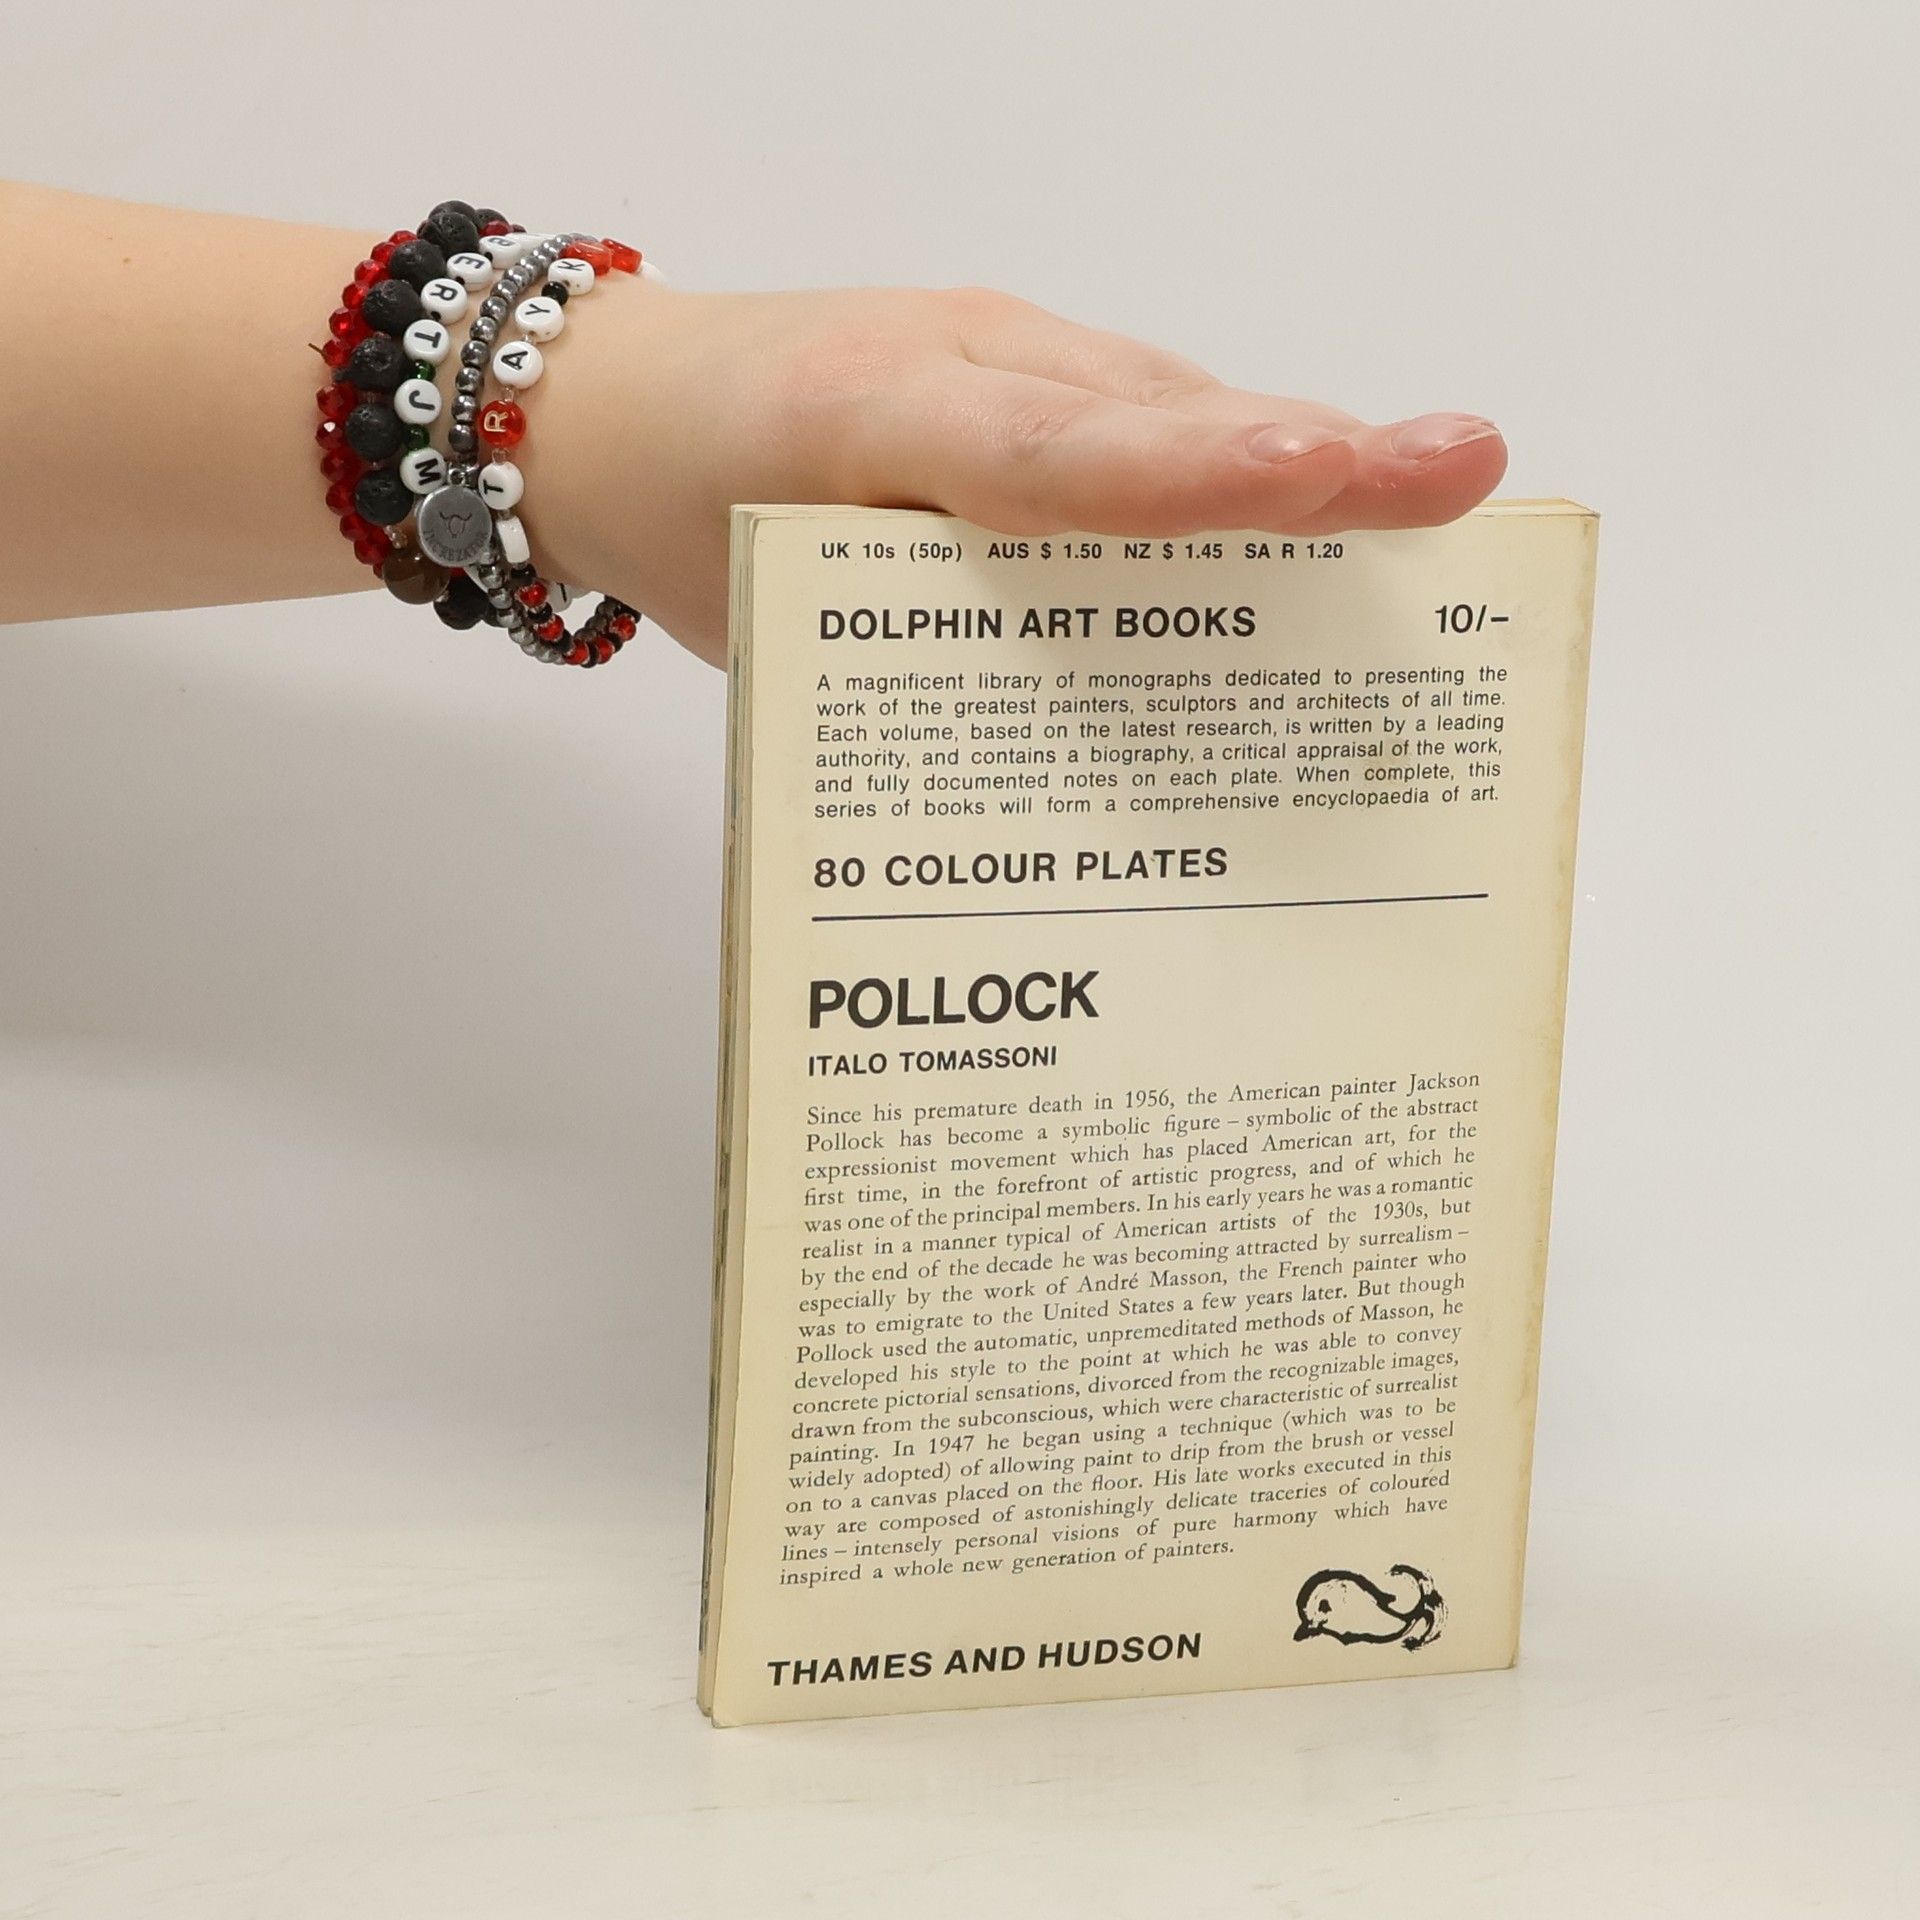 B E R T J M
K Y A R T
UK 10s (50p) AUS $ 1.50 NZ $ 1.45 SA R 1.20
DOLPHIN ART BOOKS 10/–
A magnificent library of monographs dedicated to presenting the
work of the greatest painters, sculptors and architects of all time.
Each volume, based on the latest research, is written by a leading
authority, and contains a biography, a critical appraisal of the work,
and fully documented notes on each plate. When complete, this
series of books will form a comprehensive encyclopaedia of art.
80 COLOUR PLATES
POLLOCK
ITALO TOMASSONI
Since his premature death in 1956, the American painter Jackson
Pollock has become a symbolic figure – symbolic of the abstract
expressionist movement which has placed American art, for the
first time, in the forefront of artistic progress, and of which he
was one of the principal members. In his early years he was a romantic
realist in a manner typical of American artists of the 1930s, but
by the end of the decade he was becoming attracted by surrealism –
especially by the work of André Masson, the French painter who
was to emigrate to the United States a few years later. But though
Pollock used the automatic, unpremeditated methods of Masson, he
developed his style to the point at which he was able to convey
concrete pictorial sensations, divorced from the recognizable images,
drawn from the subconscious, which were characteristic of surrealist
painting. In 1947 he began using a technique (which was to be
widely adopted) of allowing paint to drip from the brush or vessel
on to a canvas placed on the floor. His late works executed in this
way are composed of astonishingly delicate traceries of coloured
lines – intensely personal visions of pure harmony which have
inspired a whole new generation of painters.
THAMES AND HUDSON